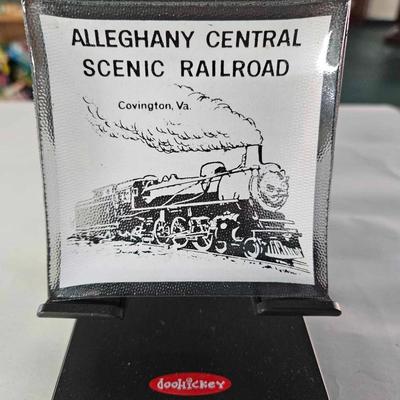 ALLEGHANY CENTRAL
SCENIC RAILROAD
Covington, Va.
dooHickey